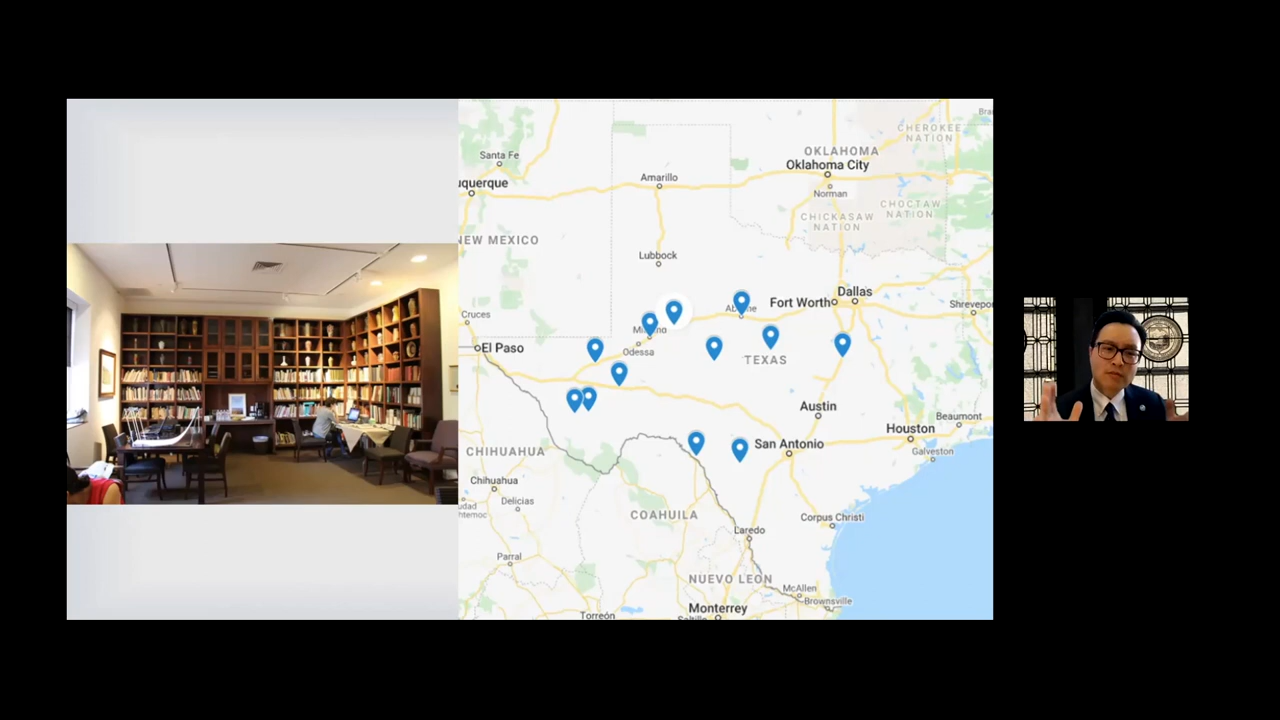 Bra
CHEROKEE
NATION
OKLAHOMA
Oklahoma City
Santa Fe
Amarillo
uquerque
Norman
CHOCTAW
NATION
CHICKASAW
NATION
NEW MEXICO
Lubbock
Dallas
Fort Worth
Shrevepor
Cruces
El Paso
Odessa
TEXAS
Austin
Beaumont
Houston
San Antonio
Galveston
CHIHUAHUA
Chihuahua
Delicias
COAHUILA
Corpus Christi
Laredo
Parral
NUEVO LEON
McAllen
Brownsville
Monterrey
Torreón